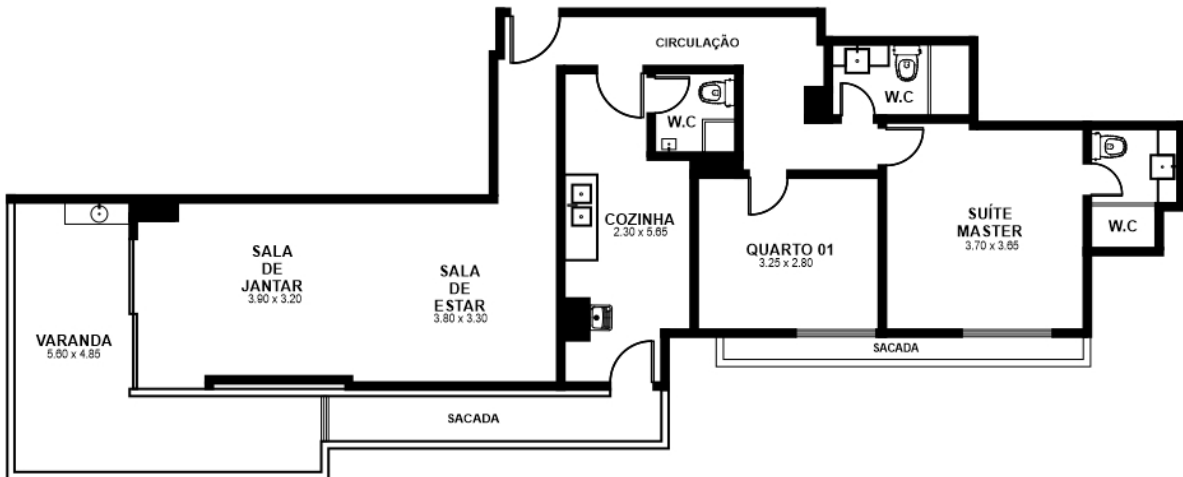 CIRCULAÇÃO
W.C
W.C
COZINHA
2.30 x 5.65
QUARTO 01
3.25 x 2.80
SUÍTE
MASTER
3.70 x 3.65
W.C
SALA
DE
JANTAR
3.90 x 3.20
SALA
DE
ESTAR
3.80 x 3.30
VARANDA
5.60 x 4.85
SACADA
SACADA